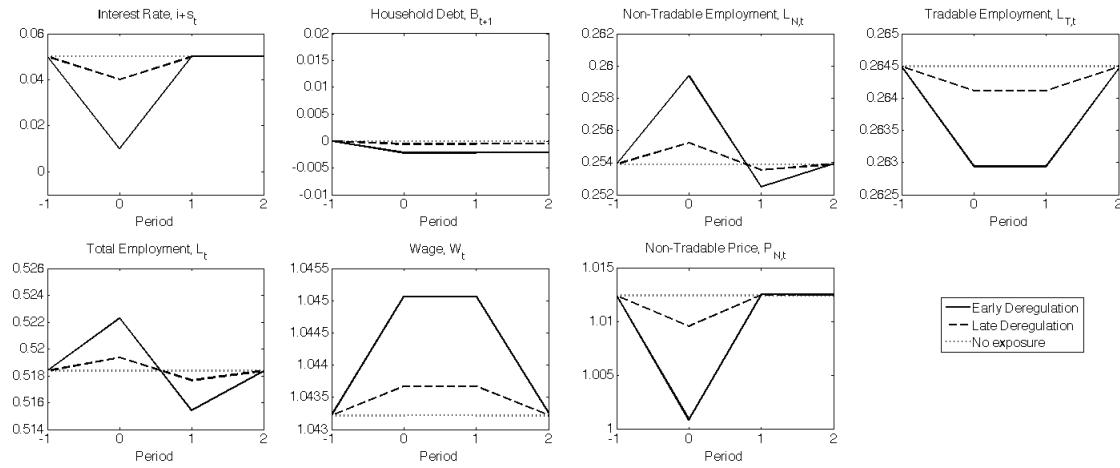 Interest Rate, i+s_t
0.06
0.04
0.02
0
-1 0 1 2
Period
Household Debt, B_{t+1}
0.02
0.015
0.01
0.005
0
-0.005
-0.01
-1 0 1 2
Period
Non-Tradable Employment, L_{N,t}
0.262
0.26
0.258
0.256
0.254
0.252
-1 0 1 2
Period
Tradable Employment, L_{T,t}
0.265
0.2645
0.264
0.2635
0.263
0.2625
-1 0 1 2
Period
Total Employment, L_t
0.526
0.524
0.522
0.52
0.518
0.516
0.514
-1 0 1 2
Period
Wage, W_t
1.0455
1.045
1.0445
1.044
1.0435
1.043
-1 0 1 2
Period
Non-Tradable Price, P_{N,t}
1.015
1.01
1.005
1
-1 0 1 2
Period
Early Deregulation
Late Deregulation
No exposure